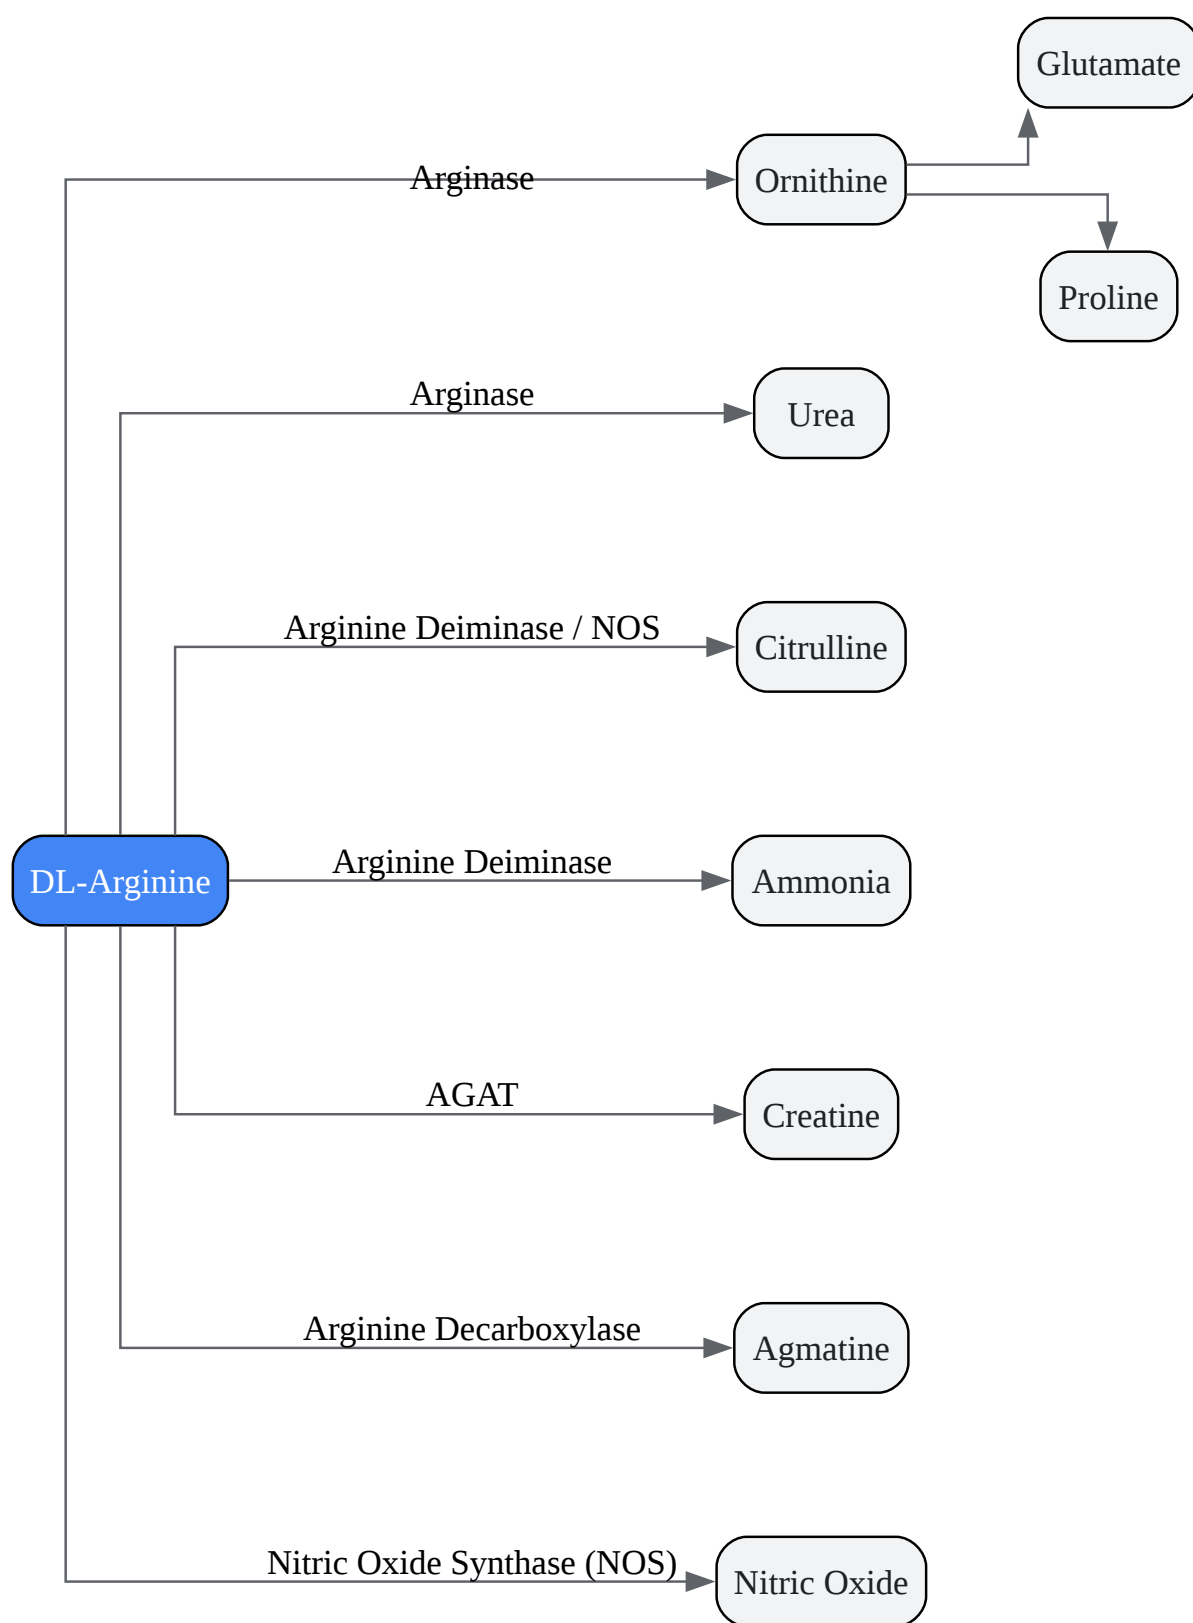 Glutamate
Arginase
Ornithine
Proline
Arginase
Urea
Arginine Deiminase / NOS
Citrulline
DL-Arginine
Arginine Deiminase
Ammonia
AGAT
Creatine
Arginine Decarboxylase
Agmatine
Nitric Oxide Synthase (NOS)
Nitric Oxide